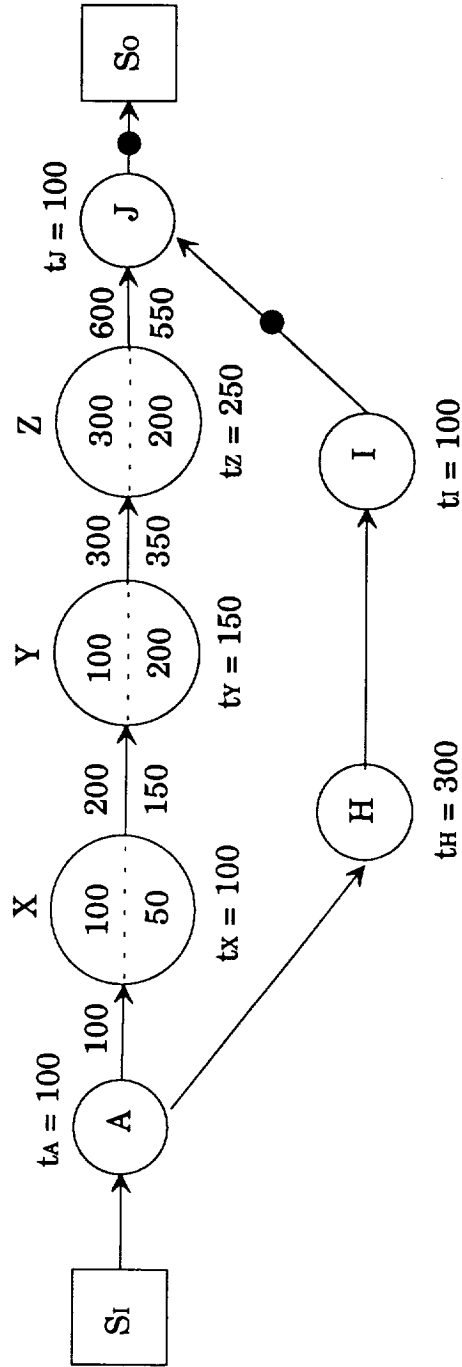 X
Y
Z
tA = 100
tJ = 100
SI
A
100
100
50
200
150
100
200
300
350
300
200
600
550
J
SO
tX = 100
tY = 150
tZ = 250
H
I
tH = 300
tI = 100